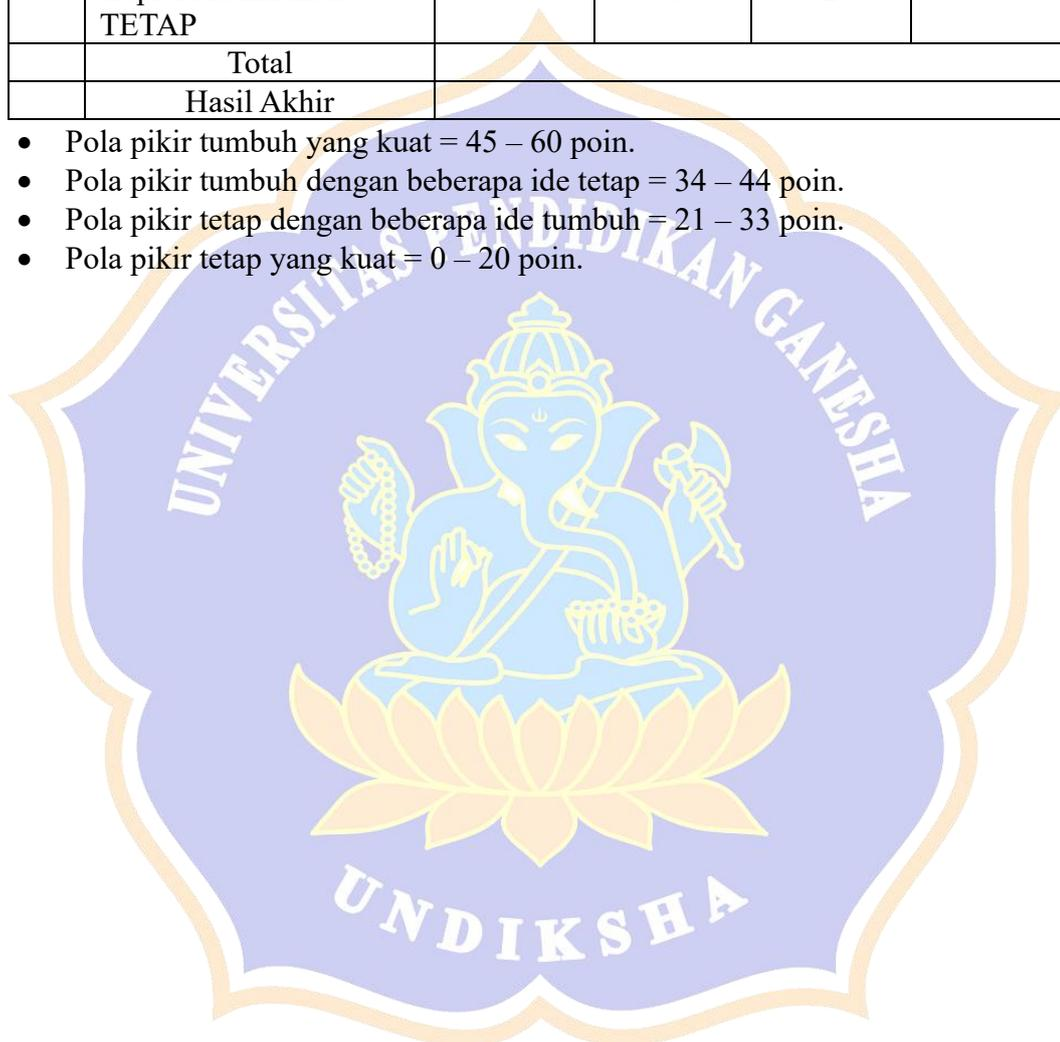 TETAP
Total
Hasil Akhir
• Pola pikir tumbuh yang kuat = 45 – 60 poin.
• Pola pikir tumbuh dengan beberapa ide tetap = 34 – 44 poin.
• Pola pikir tetap dengan beberapa ide tumbuh = 21 – 33 poin.
• Pola pikir tetap yang kuat = 0 – 20 poin.
UNIVERSITAS PENDIDIKAN GANESHA
UNDIKSHA